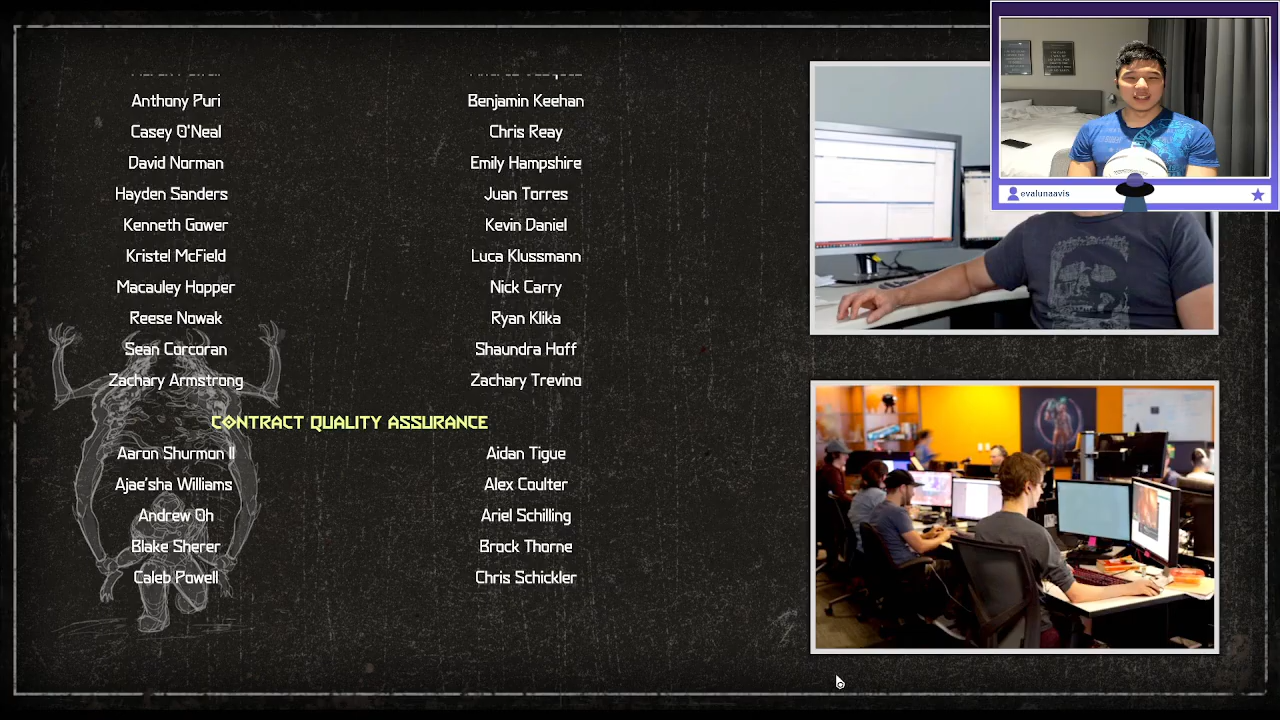 Anthony Puri
Benjamin Keehan
Casey O'Neal
Chris Reay
David Norman
Emily Hampshire
Hayden Sanders
Juan Torres
Kenneth Gower
Kevin Daniel
Kristel McField
Luca Klussmann
Macauley Hopper
Nick Carry
Reese Nowak
Ryan Klika
Sean Corcoran
Shaundra Hoff
Zachary Armstrong
Zachary Trevino
CONTRACT QUALITY ASSURANCE
Aaron Shurmon II
Aidan Tigue
Ajae'sha Williams
Alex Coulter
Andrew Oh
Ariel Schilling
Blake Sherer
Brock Thorne
Caleb Powell
Chris Schickler
evalunaavis